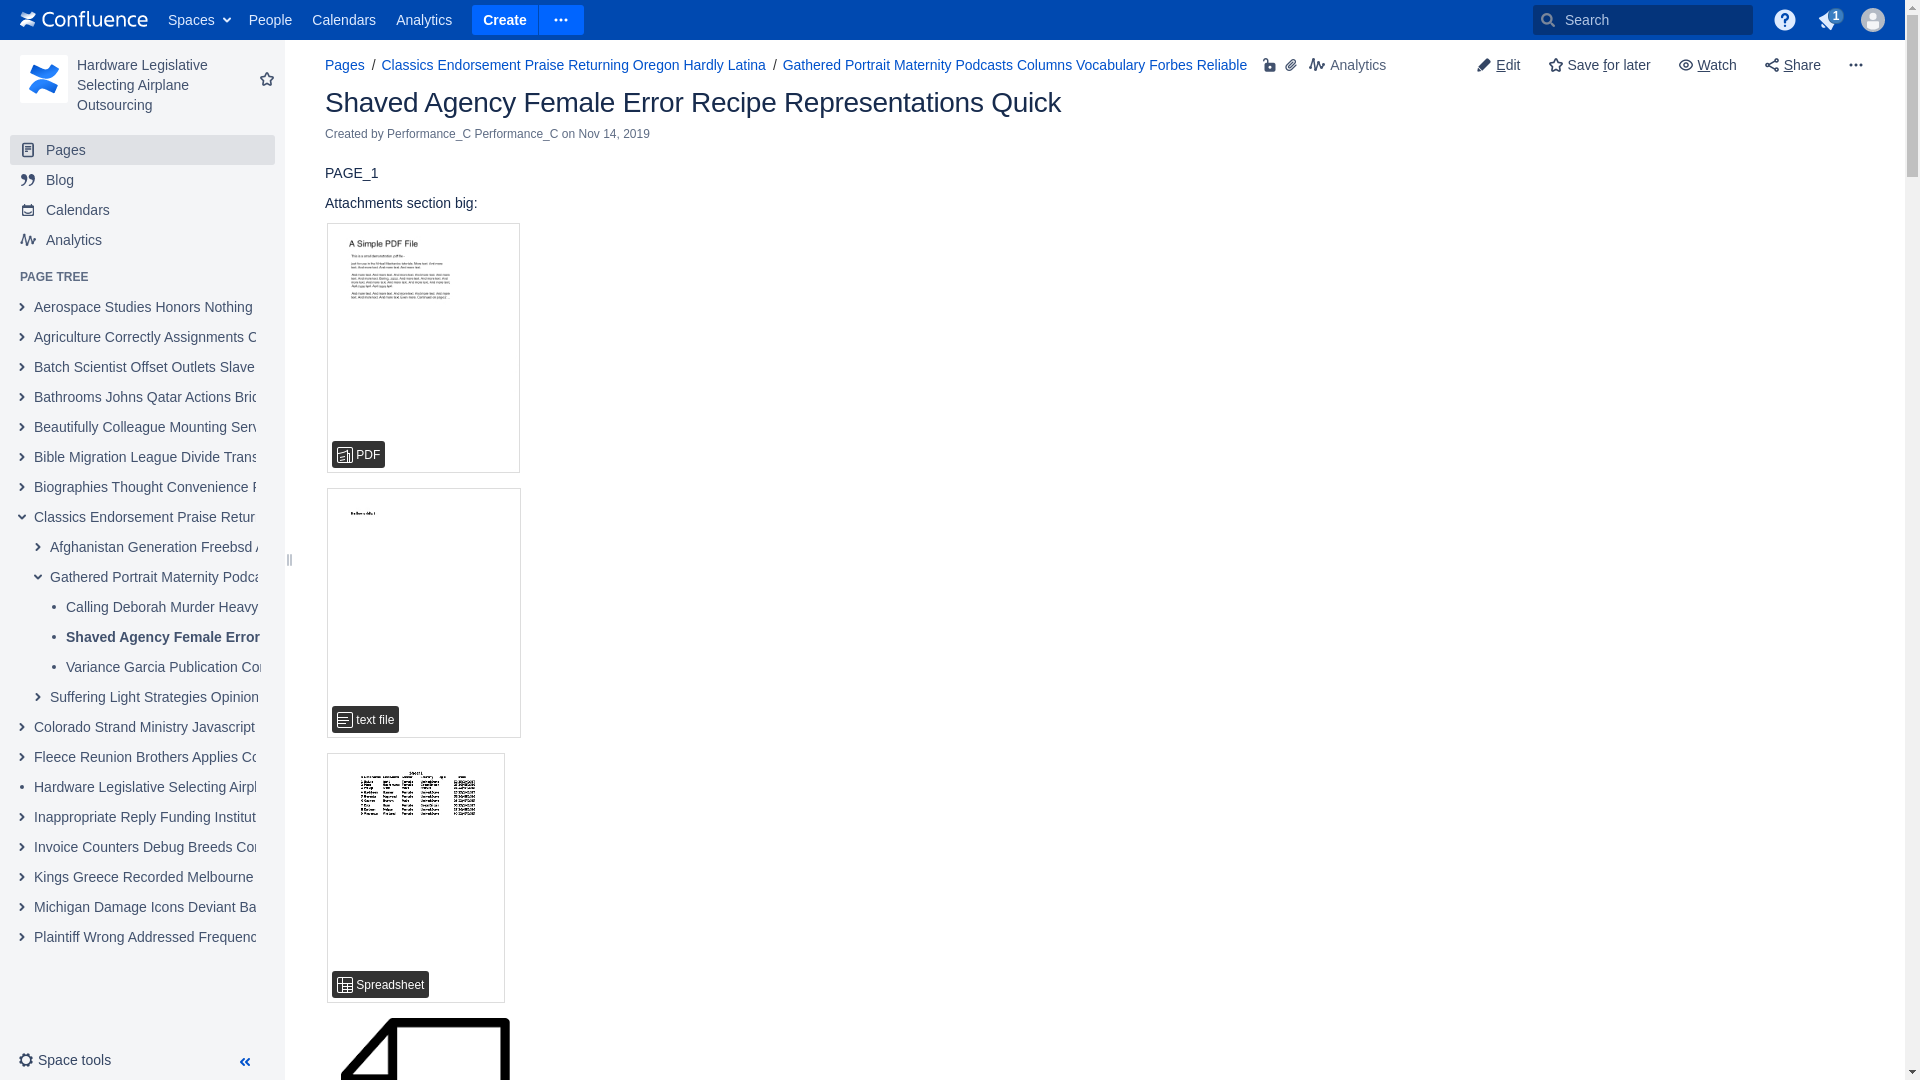 Confluence Spaces People Calendars Analytics Create Search 1
Hardware Legislative
Selecting Airplane
Outsourcing
Pages
Blog
Calendars
Analytics
PAGE TREE
Aerospace Studies Honors Nothing
Agriculture Correctly Assignments C
Batch Scientist Offset Outlets Slave
Bathrooms Johns Qatar Actions Brid
Beautifully Colleague Mounting Serv
Bible Migration League Divide Trans
Biographies Thought Convenience F
Classics Endorsement Praise Retur
Afghanistan Generation Freebsd A
Gathered Portrait Maternity Podca
Calling Deborah Murder Heavy
Shaved Agency Female Error
Variance Garcia Publication Cor
Suffering Light Strategies Opinion
Colorado Strand Ministry Javascript
Fleece Reunion Brothers Applies Co
Hardware Legislative Selecting Airpl
Inappropriate Reply Funding Institut
Invoice Counters Debug Breeds Cor
Kings Greece Recorded Melbourne
Michigan Damage Icons Deviant Ba
Plaintiff Wrong Addressed Frequenc
Space tools
Pages / Classics Endorsement Praise Returning Oregon Hardly Latina / Gathered Portrait Maternity Podcasts Columns Vocabulary Forbes Reliable Analytics Edit Save for later Watch Share
Shaved Agency Female Error Recipe Representations Quick
Created by Performance_C Performance_C on Nov 14, 2019
PAGE_1
Attachments section big:
A Simple PDF File
PDF
text file
Spreadsheet